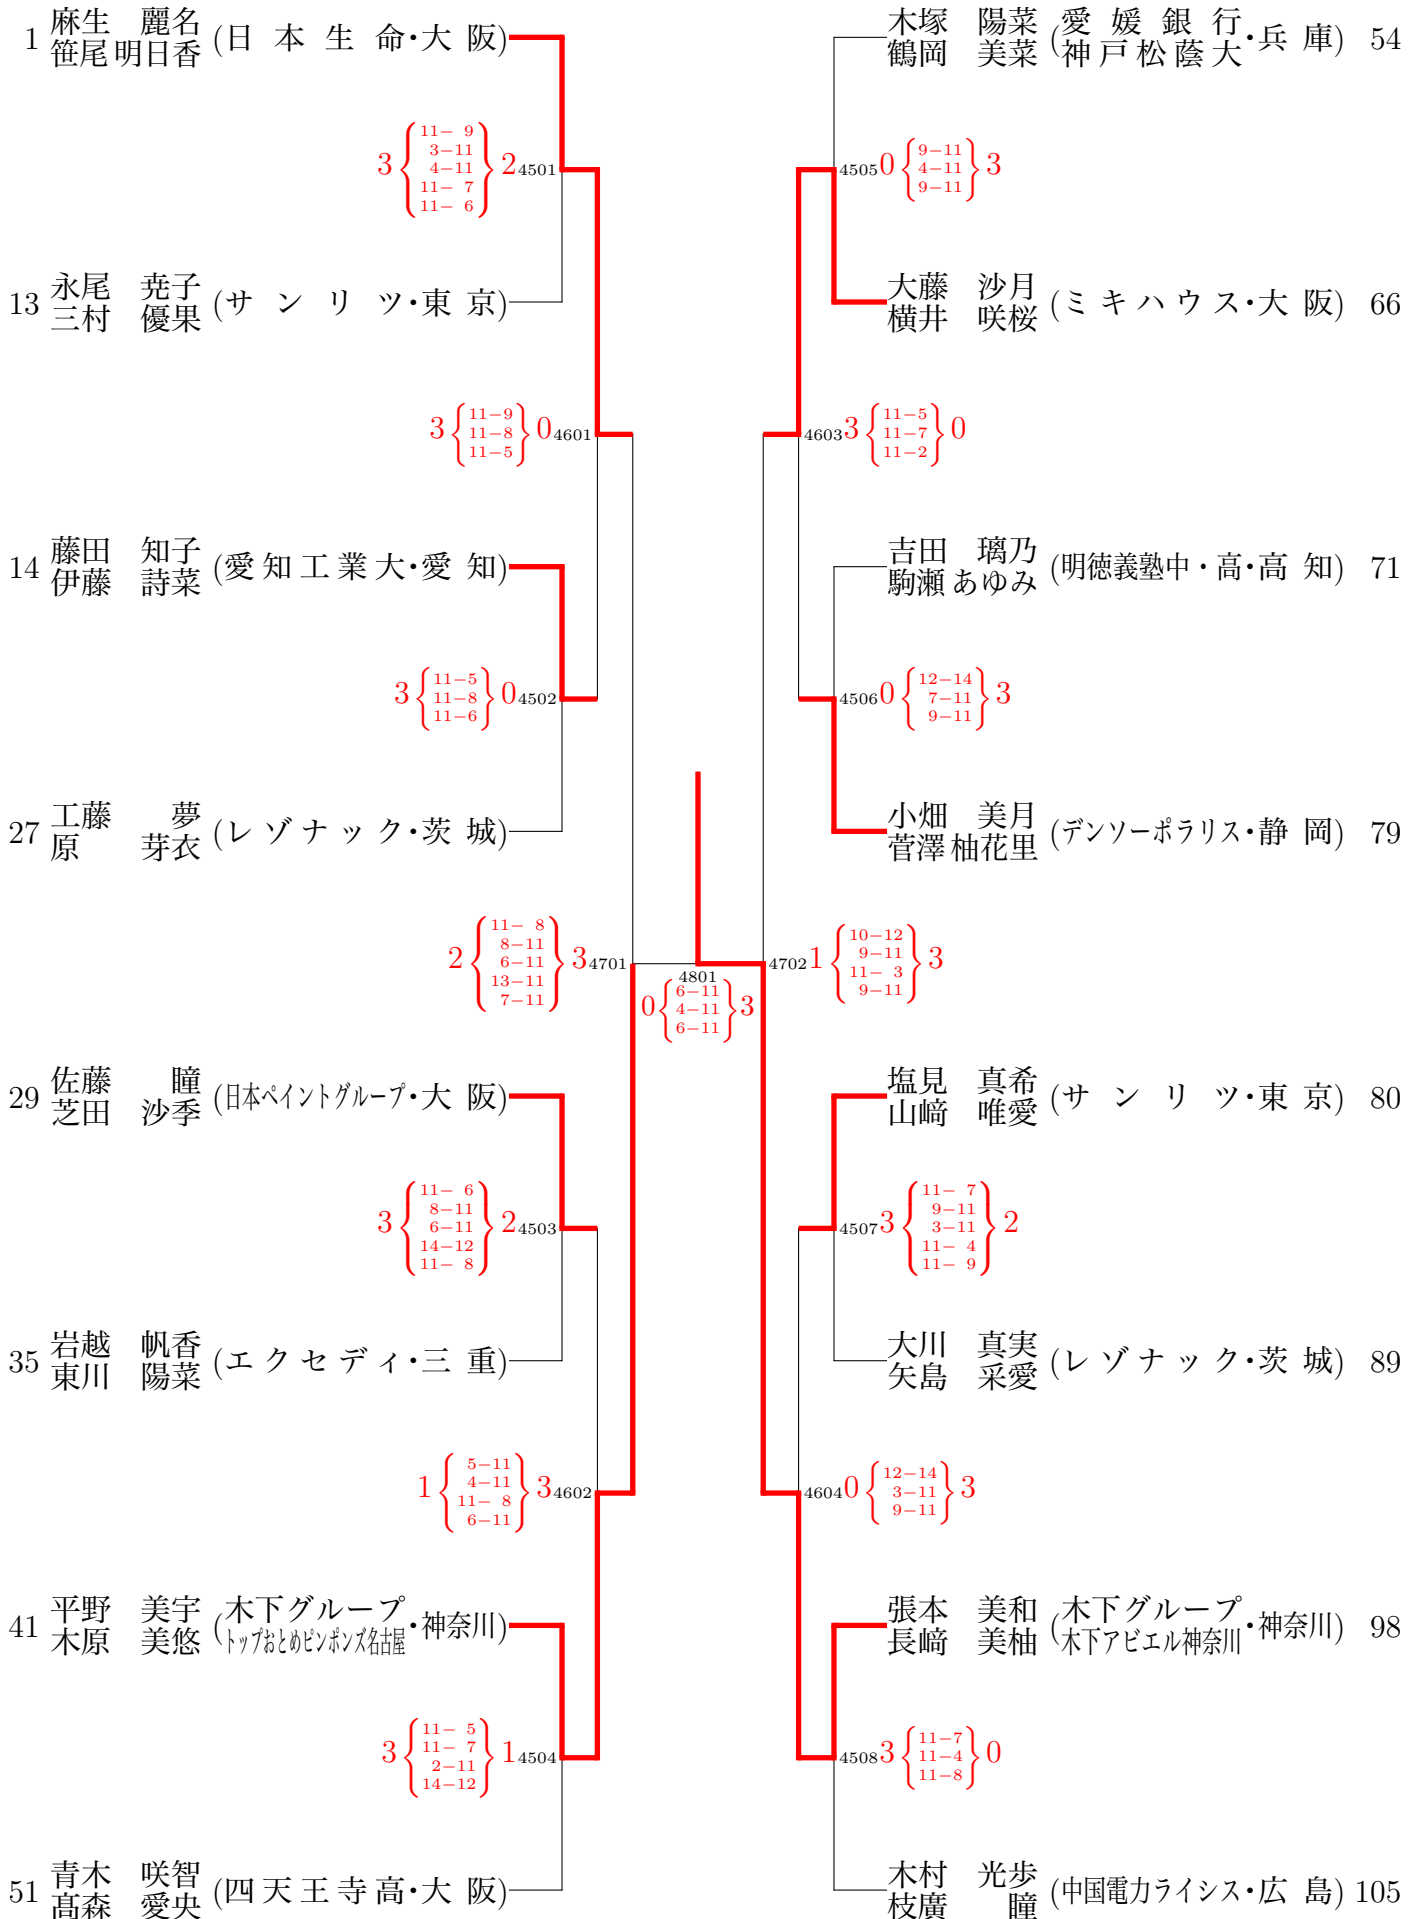 1 麻生 麗名 (日本生命・大阪)
笹尾 明日香
3 11- 9 2 4501
3-11
4-11
11- 7
11- 6
13 永尾 尭子 (サンリツ・東京)
三村 優果
3 11-9 0 4601
11-8
11-5
14 藤田 知子 (愛知工業大・愛知)
伊藤 詩菜
3 11-5 0 4502
11-8
11-6
27 工藤 夢 (レゾナック・茨城)
原 芽衣
2 11- 8 3 4701
8-11
6-11
13-11
7-11
29 佐藤 瞳 (日本ペイントグループ・大阪)
芝田 沙季
3 11- 6 2 4503
8-11
6-11
14-12
11- 8
35 岩越 帆香 (エクセディ・三重)
東川 陽菜
1 5-11 3 4602
4-11
11- 8
6-11
41 平野 美宇 (木下グループ・神奈川)
木原 美悠 トップおとめピンポンズ名古屋
3 11- 5 1 4504
11- 7
2-11
14-12
51 青木 咲智 (四天王寺高・大阪)
髙森 愛央
4801
0 6-11 3
4-11
6-11
木塚 陽菜 (愛媛銀行・兵庫) 54
鶴岡 美菜 神戸松蔭大
4505 0 9-11 3
4-11
9-11
大藤 沙月 (ミキハウス・大阪) 66
横井 咲桜
4603 3 11-5 0
11-7
11-2
吉田 璃乃 (明徳義塾中・高・高知) 71
駒瀬 あゆみ
4506 0 12-14 3
7-11
9-11
小畑 美月 (デンソーポラリス・静岡) 79
菅澤 柚花里
4702 1 10-12 3
9-11
11- 3
9-11
塩見 真希 (サンリツ・東京) 80
山﨑 唯愛
4507 3 11- 7 2
9-11
3-11
11- 4
11- 9
大川 真実 (レゾナック・茨城) 89
矢島 采愛
4604 0 12-14 3
3-11
9-11
張本 美和 (木下グループ・神奈川) 98
長﨑 美柚 木下アビエル神奈川
4508 3 11-7 0
11-4
11-8
木村 光歩 (中国電力ライシス・広島) 105
枝廣 瞳